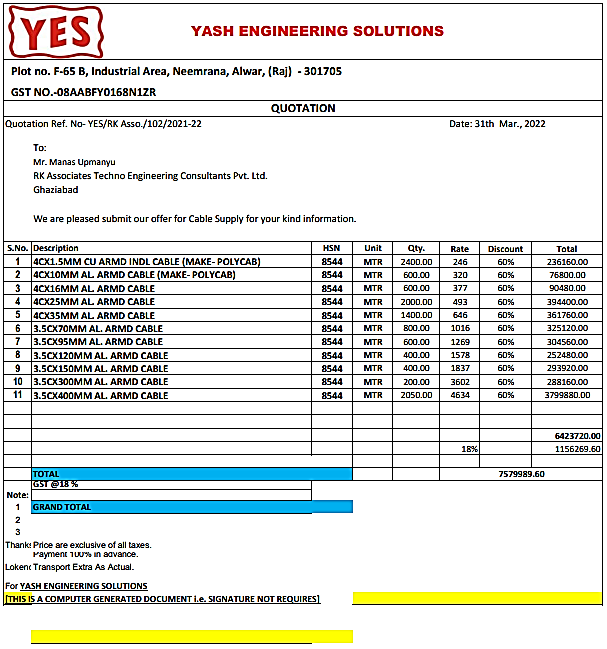 YES
YASH ENGINEERING SOLUTIONS
Plot no. F-65 B, Industrial Area, Neemrana, Alwar, (Raj) - 301705
GST NO.-08AABFY0168N1ZR
QUOTATION
Quotation Ref. No- YES/RK Asso./102/2021-22 Date: 31th Mar., 2022
To:
Mr. Manas Upmanyu
RK Associates Techno Engineering Consultants Pvt. Ltd.
Ghaziabad
We are pleased submit our offer for Cable Supply for your kind information.
S.No. Description HSN Unit Qty. Rate Discount Total
1 4CX1.5MM CU ARMD INDL CABLE (MAKE- POLYCAB) 8544 MTR 2400.00 246 60% 236160.00
2 4CX10MM AL. ARMD CABLE (MAKE- POLYCAB) 8544 MTR 600.00 320 60% 76800.00
3 4CX16MM AL. ARMD CABLE 8544 MTR 600.00 377 60% 90480.00
4 4CX25MM AL. ARMD CABLE 8544 MTR 2000.00 493 60% 394400.00
5 4CX35MM AL. ARMD CABLE 8544 MTR 1400.00 646 60% 361760.00
6 3.5CX70MM AL. ARMD CABLE 8544 MTR 800.00 1016 60% 325120.00
7 3.5CX95MM AL. ARMD CABLE 8544 MTR 600.00 1269 60% 304560.00
8 3.5CX120MM AL. ARMD CABLE 8544 MTR 400.00 1578 60% 252480.00
9 3.5CX150MM AL. ARMD CABLE 8544 MTR 400.00 1837 60% 293920.00
10 3.5CX300MM AL. ARMD CABLE 8544 MTR 200.00 3602 60% 288160.00
11 3.5CX400MM AL. ARMD CABLE 8544 MTR 2050.00 4634 60% 3799880.00
6423720.00
18% 1156269.60
TOTAL 7579989.60
GST @18 %
Note:
1 GRAND TOTAL
2
3
Thanks Price are exclusive of all taxes.
Payment 100% in advance.
Lokend Transport Extra As Actual.
For YASH ENGINEERING SOLUTIONS
[THIS IS A COMPUTER GENERATED DOCUMENT i.e. SIGNATURE NOT REQUIRES]